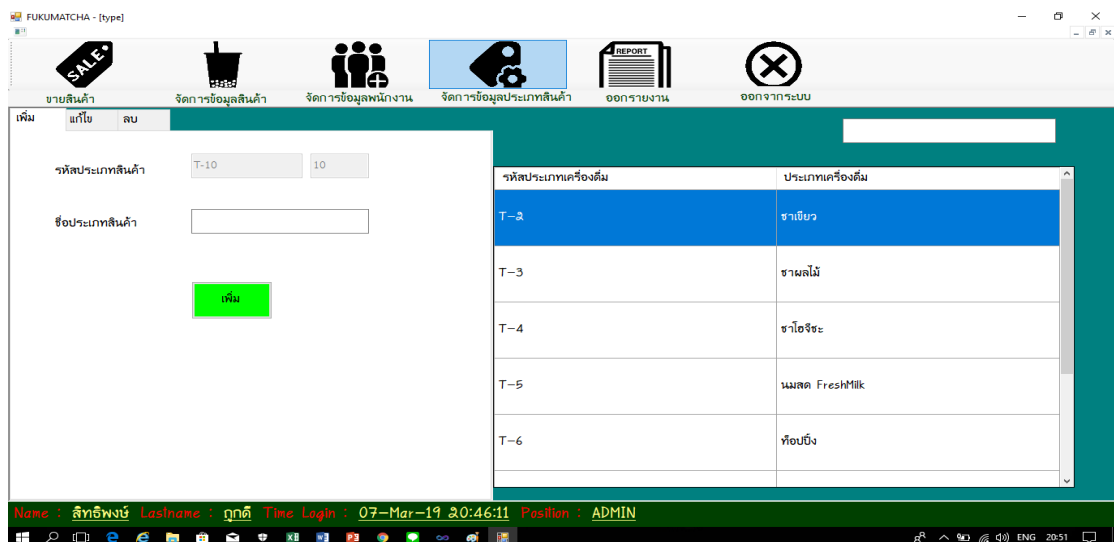 FUKUMATCHA - [type]
SALE
REPORT
ขายสินค้า จัดการข้อมูลสินค้า จัดการข้อมูลพนักงาน จัดการข้อมูลประเภทสินค้า ออกรายงาน ออกจากระบบ
เพิ่ม แก้ไข ลบ
รหัสประเภทสินค้า T-10 10
ชื่อประเภทสินค้า
เพิ่ม
รหัสประเภทเครื่องดื่ม ประเภทเครื่องดื่ม
T-2 ชาเขียว
T-3 ชาผลไม้
T-4 ชาโฮจิชะ
T-5 นมสด FreshMilk
T-6 ท็อปปิ้ง
Name : สิทธิพงษ์ Lastname : ถูกดี Time Login : 07-Mar-19 20:46:11 Position : ADMIN
ENG 20:51